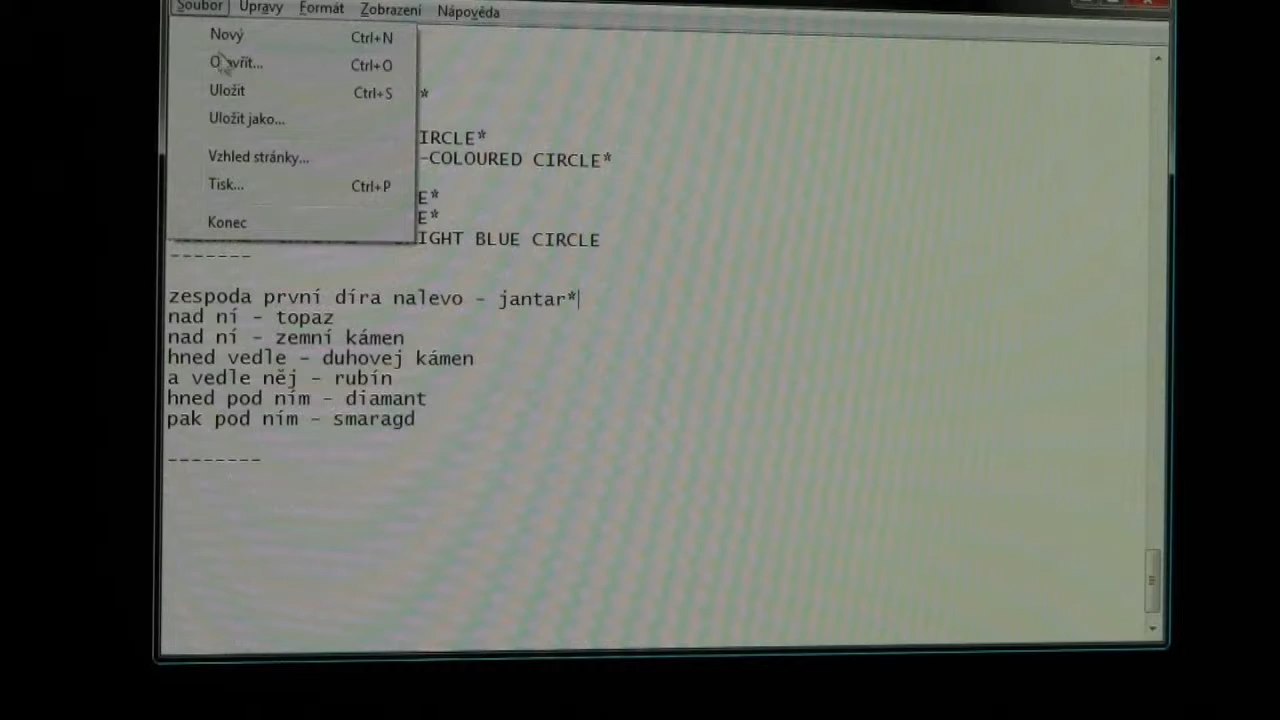 Soubor Úpravy Formát Zobrazení Nápověda
Nový Ctrl+N
Otevřít... Ctrl+O
Uložit Ctrl+S
*
Uložit jako...
IRCLE*
Vzhled stránky...
-COLOURED CIRCLE*
Tisk... Ctrl+P
E*
E*
Konec
IGHT BLUE CIRCLE
-------
zespoda první díra nalevo - jantar*
nad ní - topaz
nad ní - zemní kámen
hned vedle - duhovej kámen
a vedle něj - rubín
hned pod ním - diamant
pak pod ním - smaragd
--------